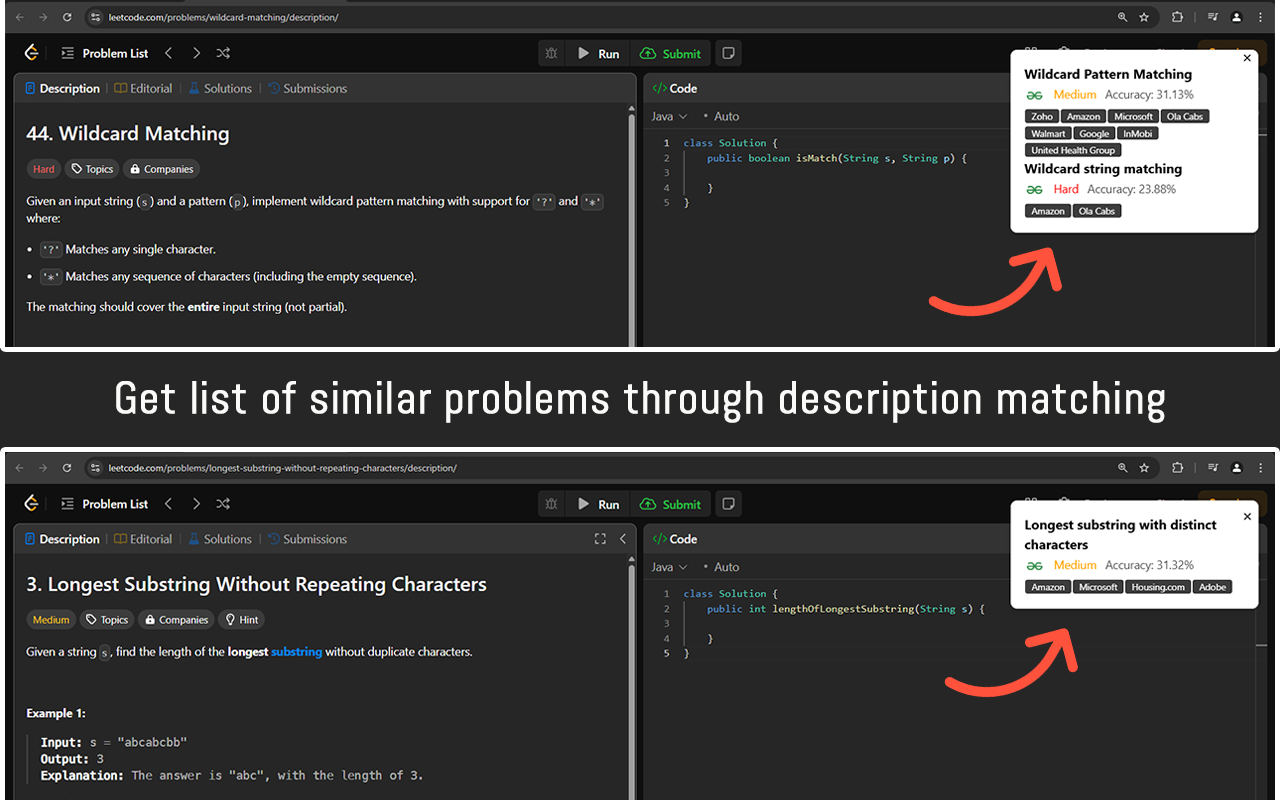 leetcode.com/problems/wildcard-matching/description/
Problem List
Run
Submit
Description
Editorial
Solutions
Submissions
44. Wildcard Matching
Hard
Topics
Companies
Given an input string (s) and a pattern (p), implement wildcard pattern matching with support for '?' and '*'
where:
• '?' Matches any single character.
• '*' Matches any sequence of characters (including the empty sequence).
The matching should cover the entire input string (not partial).
</> Code
Java • Auto
1 class Solution {
2 public boolean isMatch(String s, String p) {
3
4 }
5 }
Wildcard Pattern Matching
Medium Accuracy: 31.13%
Zoho Amazon Microsoft Ola Cabs
Walmart Google InMobi
United Health Group
Wildcard string matching
Hard Accuracy: 23.88%
Amazon Ola Cabs
Get list of similar problems through description matching
leetcode.com/problems/longest-substring-without-repeating-characters/description/
Problem List
Run
Submit
Description
Editorial
Solutions
Submissions
3. Longest Substring Without Repeating Characters
Medium
Topics
Companies
Hint
Given a string s, find the length of the longest substring without duplicate characters.
Example 1:
Input: s = "abcabcbb"
Output: 3
Explanation: The answer is "abc", with the length of 3.
</> Code
Java • Auto
1 class Solution {
2 public int lengthOfLongestSubstring(String s) {
3
4 }
5 }
Longest substring with distinct
characters
Medium Accuracy: 31.32%
Amazon Microsoft Housing.com Adobe